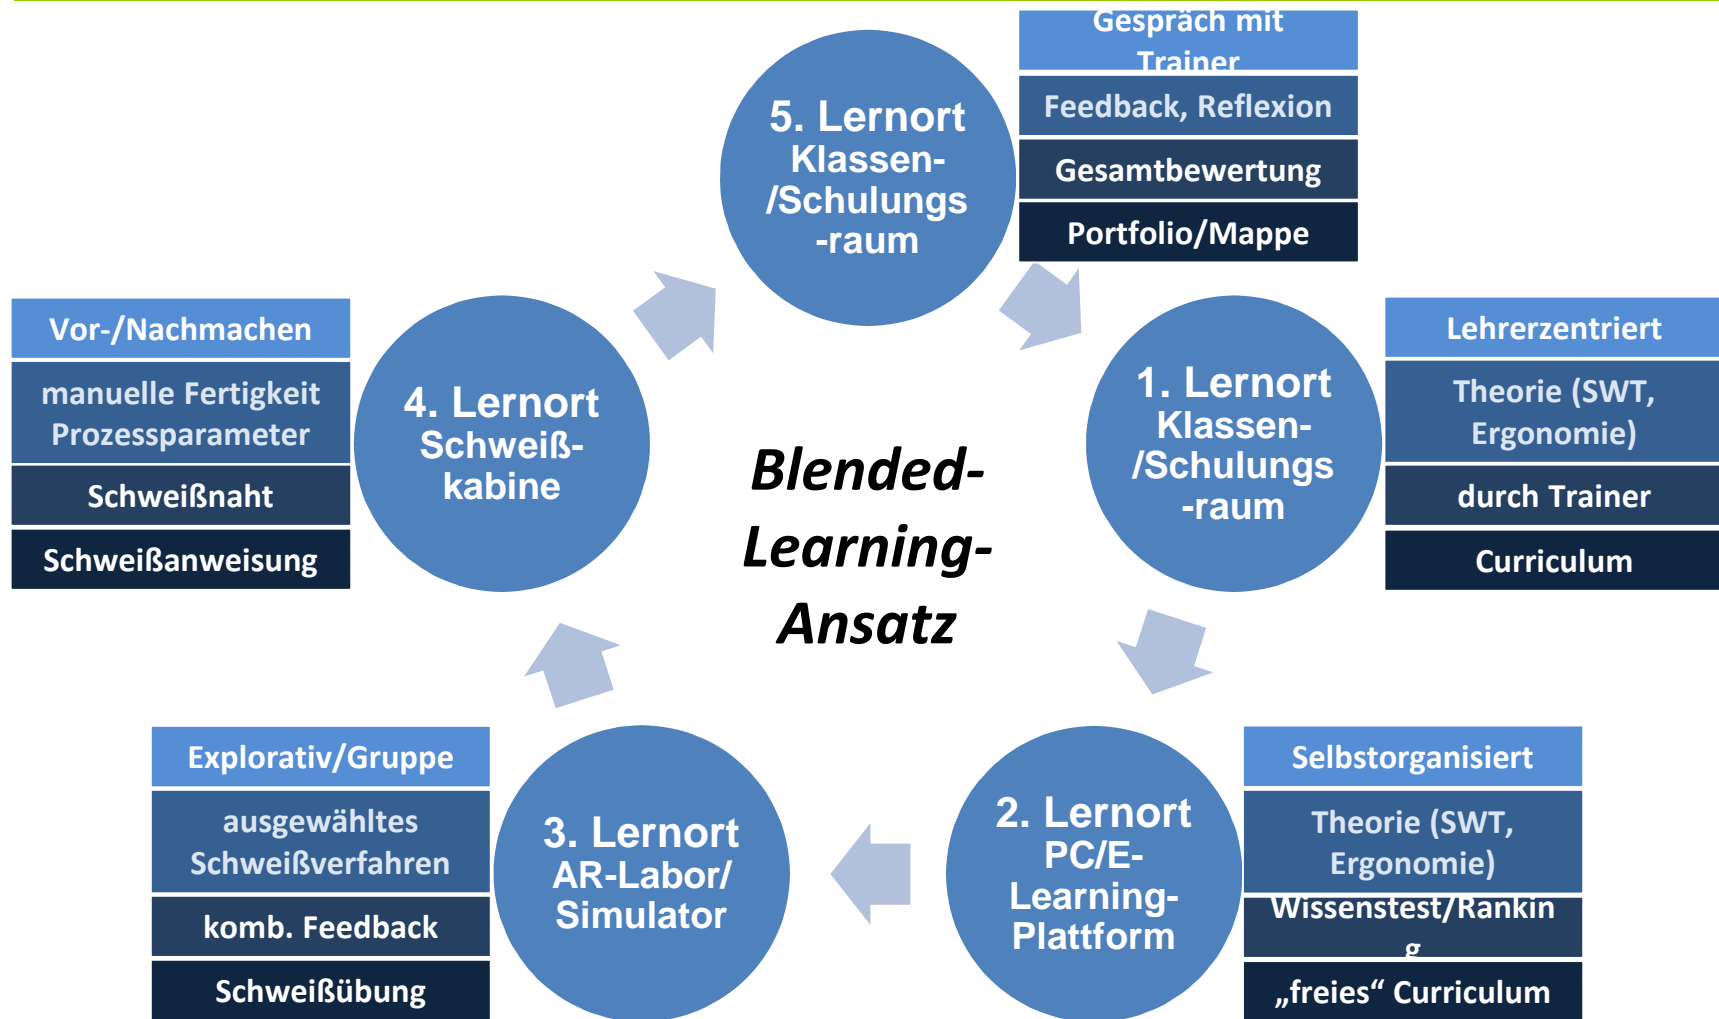 Gespräch mit
Trainer
Feedback, Reflexion
Gesamtbewertung
Portfolio/Mappe
5. Lernort
Klassen-
/Schulungs
-raum
Vor-/Nachmachen
manuelle Fertigkeit
Prozessparameter
Schweißnaht
Schweißanweisung
4. Lernort
Schweiß-
kabine
Blended-
Learning-
Ansatz
1. Lernort
Klassen-
/Schulungs
-raum
Lehrerzentriert
Theorie (SWT,
Ergonomie)
durch Trainer
Curriculum
Explorativ/Gruppe
ausgewähltes
Schweißverfahren
komb. Feedback
Schweißübung
3. Lernort
AR-Labor/
Simulator
2. Lernort
PC/E-
Learning-
Plattform
Selbstorganisiert
Theorie (SWT,
Ergonomie)
Wissenstest/Rankin
g
„freies“ Curriculum